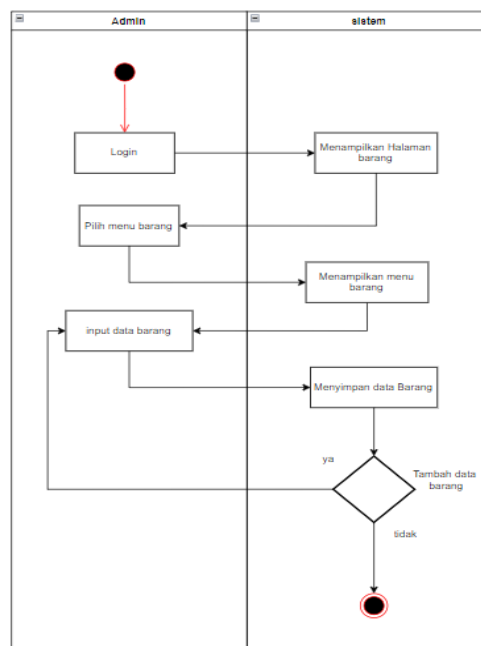 Admin
sistem
Login
Menampilkan Halaman
barang
Pilih menu barang
Menampilkan menu
barang
input data barang
Menyimpan data Barang
ya
Tambah data
barang
tidak